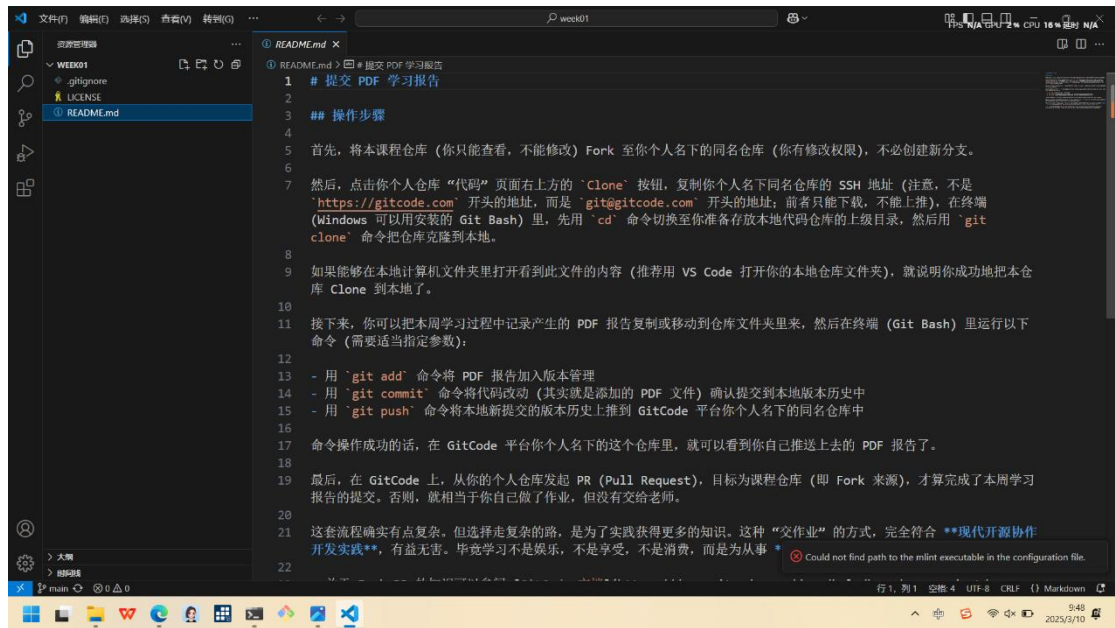 文件(F) 编辑(E) 选择(S) 查看(V) 转到(G) ···
week01
FPS N/A GPU 2% CPU 16% 延时 N/A
资源管理器 ···
README.md ×
WEEK01
README.md > # 提交 PDF 学习报告
.gitignore
LICENSE
README.md
1 # 提交 PDF 学习报告
2
3 ## 操作步骤
4
5 首先，将本课程仓库 (你只能查看，不能修改) Fork 至你个人名下的同名仓库 (你有修改权限)，不必创建新分支。
6
7 然后，点击你个人仓库 “代码” 页面右上方的 `Clone` 按钮，复制你个人名下同名仓库的 SSH 地址 (注意，不是
`https://gitcode.com` 开头的地址，而是 `git@gitcode.com` 开头的地址；前者只能下载，不能上推)，在终端
(Windows 可以用安装的 Git Bash) 里，先用 `cd` 命令切换至你准备存放本地代码仓库的上级目录，然后用 `git
clone` 命令把仓库克隆到本地。
8
9 如果能够在本地计算机文件夹里打开看到此文件的内容 (推荐用 VS Code 打开你的本地仓库文件夹)，就说明你成功地把本仓
库 Clone 到本地了。
10
11 接下来，你可以把本周学习过程中记录产生的 PDF 报告复制或移动到仓库文件夹里来，然后在终端 (Git Bash) 里运行以下
命令 (需要适当指定参数)：
12
13 - 用 `git add` 命令将 PDF 报告加入版本管理
14 - 用 `git commit` 命令将代码改动 (其实就是添加的 PDF 文件) 确认提交到本地版本历史中
15 - 用 `git push` 命令将本地新提交的版本历史上推到 GitCode 平台你个人名下的同名仓库中
16
17 命令操作成功的话，在 GitCode 平台你个人名下的这个仓库里，就可以看到你自己推送上去的 PDF 报告了。
18
19 最后，在 GitCode 上，从你的个人仓库发起 PR (Pull Request)，目标为课程仓库 (即 Fork 来源)，才算完成了本周学习
报告的提交。否则，就相当于你自己做了作业，但没有交给老师。
20
21 这套流程确实有点复杂。但选择走复杂的路，是为了实践获得更多的知识。这种 “交作业” 的方式，完全符合 **现代开源协作
开发实践**，有益无害。毕竟学习不是娱乐，不是享受，不是消费，而是为从事 *
22
Could not find path to the mlint executable in the configuration file.
大纲
时间线
main 0 0
行 1, 列 1 空格: 4 UTF-8 CRLF {} Markdown
中
9:48
2025/3/10